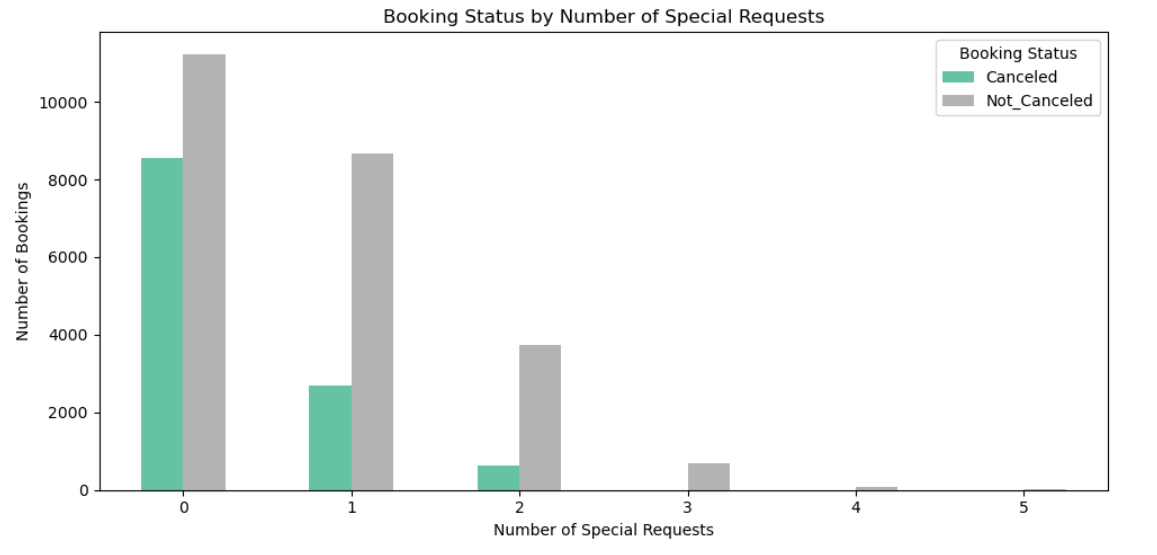 Booking Status by Number of Special Requests
Booking Status
Canceled
Not_Canceled
Number of Bookings
10000
8000
6000
4000
2000
0
0 1 2 3 4 5
Number of Special Requests